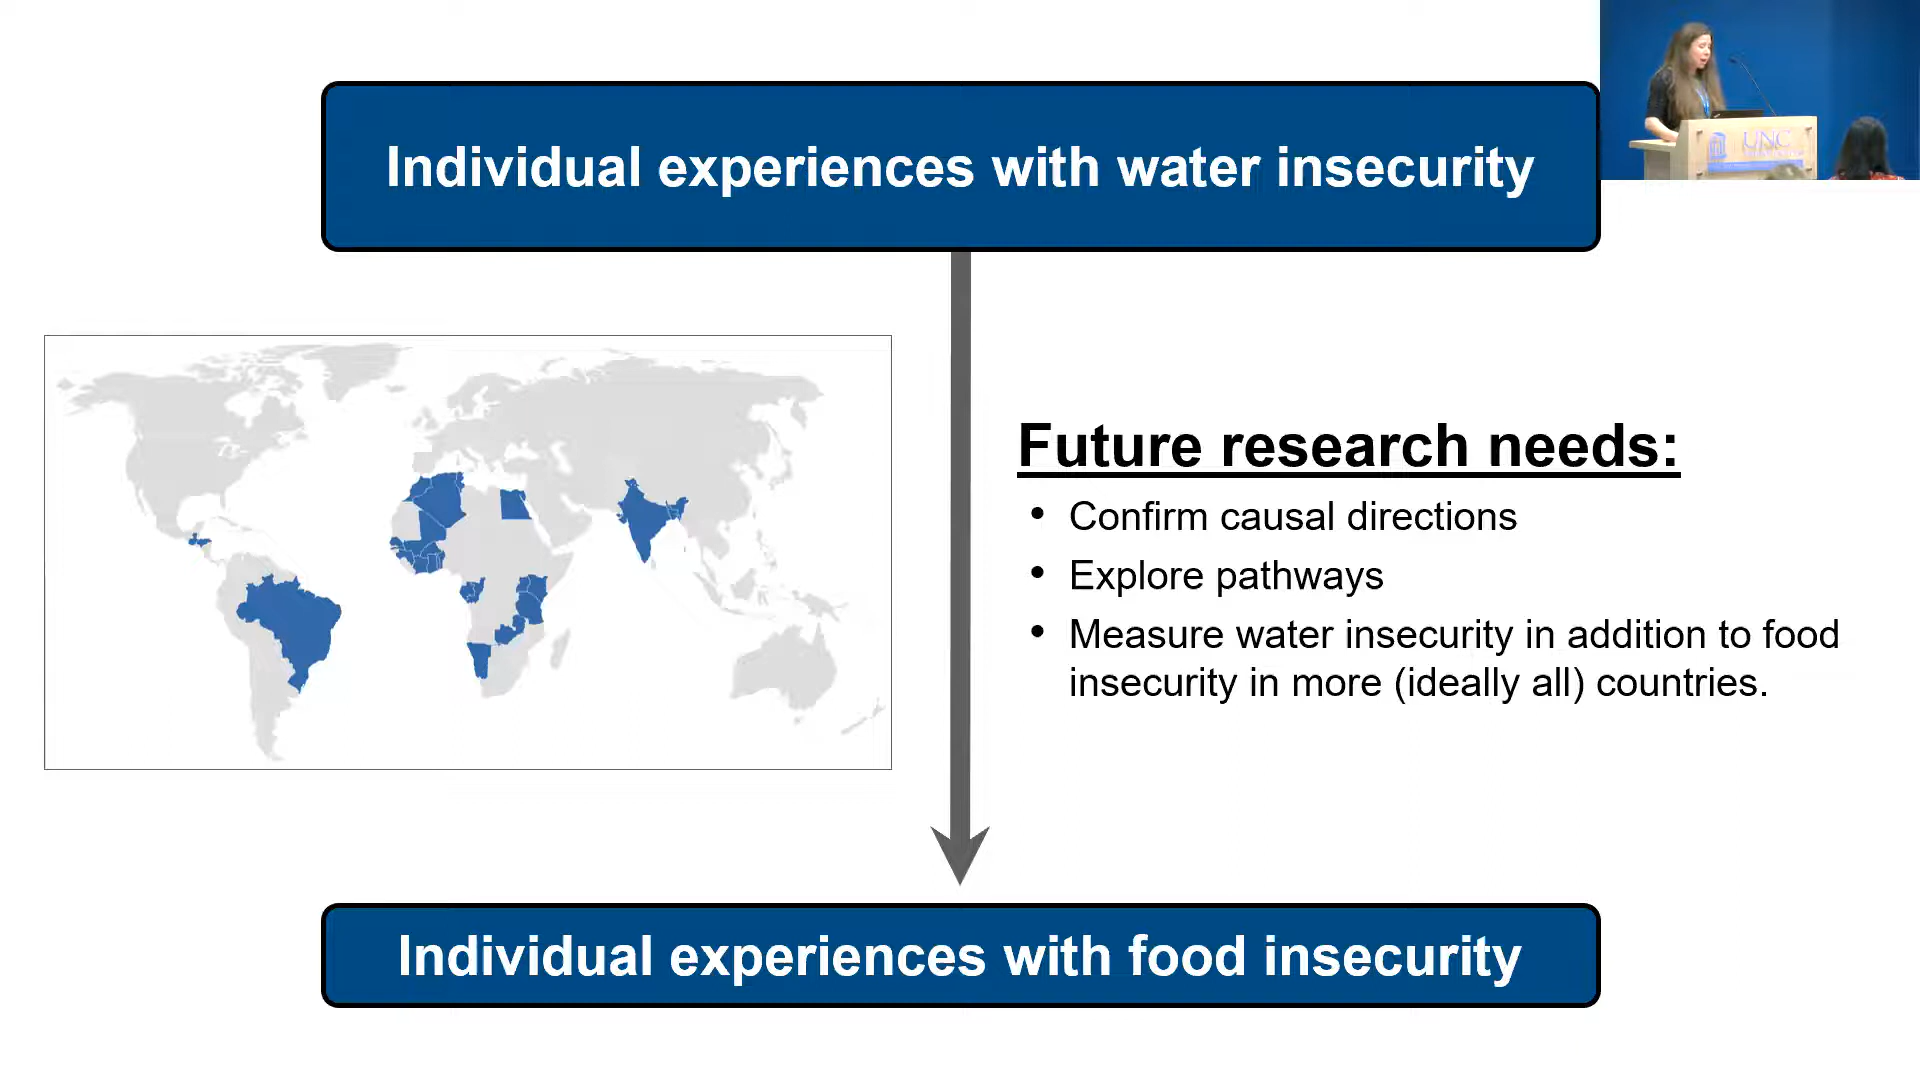 Individual experiences with water insecurity
UNC
Future research needs:
• Confirm causal directions
• Explore pathways
• Measure water insecurity in addition to food
insecurity in more (ideally all) countries.
Individual experiences with food insecurity